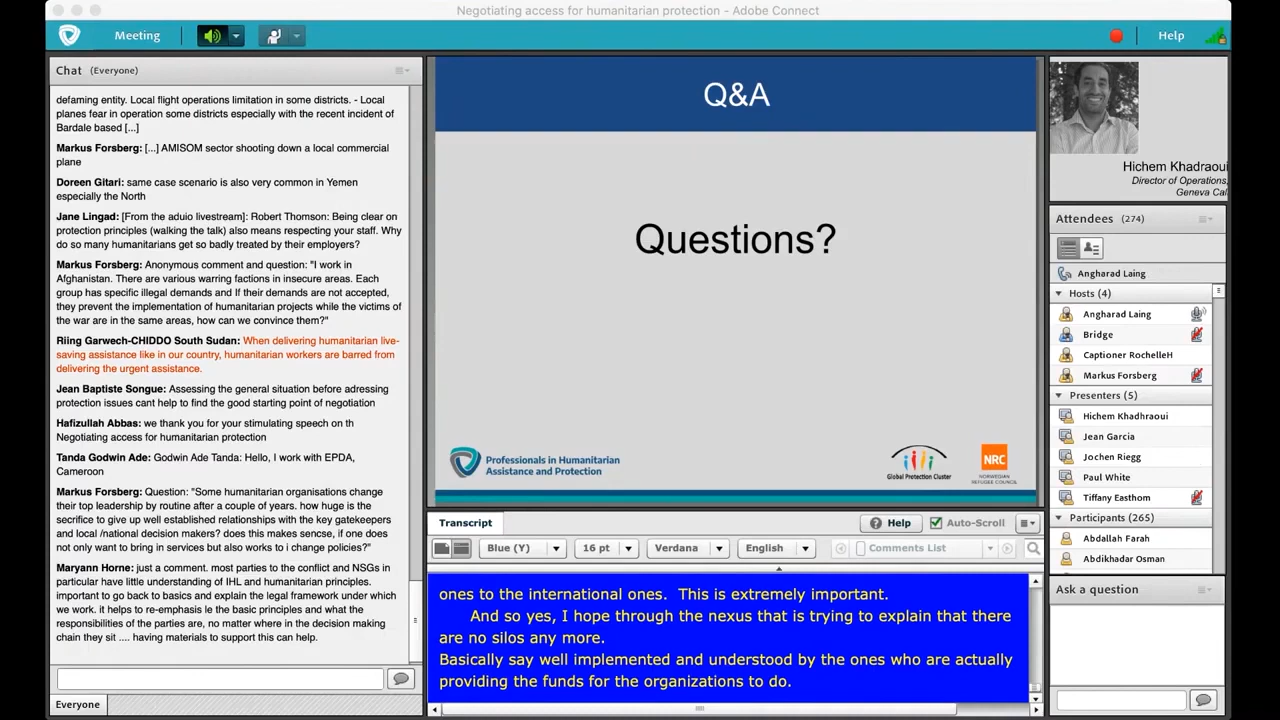 Negotiating access for humanitarian protection - Adobe Connect
Meeting
Help
Chat (Everyone)
defaming entity. Local flight operations limitation in some districts. - Local
planes fear in operation some districts especially with the recent incident of
Bardale based [...]
Markus Forsberg: [...] AMISOM sector shooting down a local commercial
plane
Doreen Gitari: same case scenario is also very common in Yemen
especially the North
Jane Lingad: [From the aduio livestream]: Robert Thomson: Being clear on
protection principles (walking the talk) also means respecting your staff. Why
do so many humanitarians get so badly treated by their employers?
Markus Forsberg: Anonymous comment and question: "I work in
Afghanistan. There are various warring factions in insecure areas. Each
group has specific illegal demands and If their demands are not accepted,
they prevent the implementation of humanitarian projects while the victims of
the war are in the same areas, how can we convince them?"
Riing Garwech-CHIDDO South Sudan: When delivering humanitarian live-
saving assistance like in our country, humanitarian workers are barred from
delivering the urgent assistance.
Jean Baptiste Songue: Assessing the general situation before adressing
protection issues cant help to find the good starting point of negotiation
Hafizullah Abbas: we thank you for your stimulating speech on th
Negotiating access for humanitarian protection
Tanda Godwin Ade: Godwin Ade Tanda: Hello, I work with EPDA,
Cameroon
Markus Forsberg: Question: "Some humanitarian organisations change
their top leadership by routine after a couple of years. how huge is the
secrifice to give up well established relationships with the key gatekeepers
and local /national decision makers? does this makes sencse, if one does
not only want to bring in services but also works to i change policies?"
Maryann Horne: just a comment. most parties to the conflict and NSGs in
particular have little understanding of IHL and humanitarian principles.
important to go back to basics and explain the legal framework under which
we work. it helps to re-emphasis le the basic principles and what the
responsibilities of the parties are, no matter where in the decision making
chain they sit .... having materials to support this can help.
Everyone
Q&A
Questions?
Professionals in Humanitarian
Assistance and Protection
Global Protection Cluster
NRC
NORWEGIAN
REFUGEE COUNCIL
Transcript
Help
Auto-Scroll
Blue (Y)
16 pt
Verdana
English
Comments List
ones to the international ones. This is extremely important.
And so yes, I hope through the nexus that is trying to explain that there
are no silos any more.
Basically say well implemented and understood by the ones who are actually
providing the funds for the organizations to do.
Hichem Khadraoui
Director of Operations,
Geneva Cal
Attendees (274)
Angharad Laing
Hosts (4)
Angharad Laing
Bridge
Captioner RochelleH
Markus Forsberg
Presenters (5)
Hichem Khadhraoui
Jean Garcia
Jochen Riegg
Paul White
Tiffany Easthom
Participants (265)
Abdallah Farah
Abdikhadar Osman
Ask a question